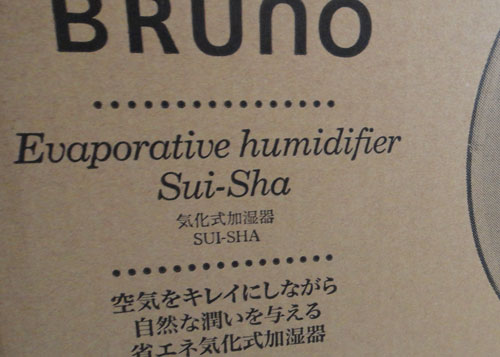 BRUNO
Evaporative humidifier
Sui-Sha
気化式加湿器
SUI-SHA
空気をキレイにしながら
自然な潤いを与える
省エネ気化式加湿器